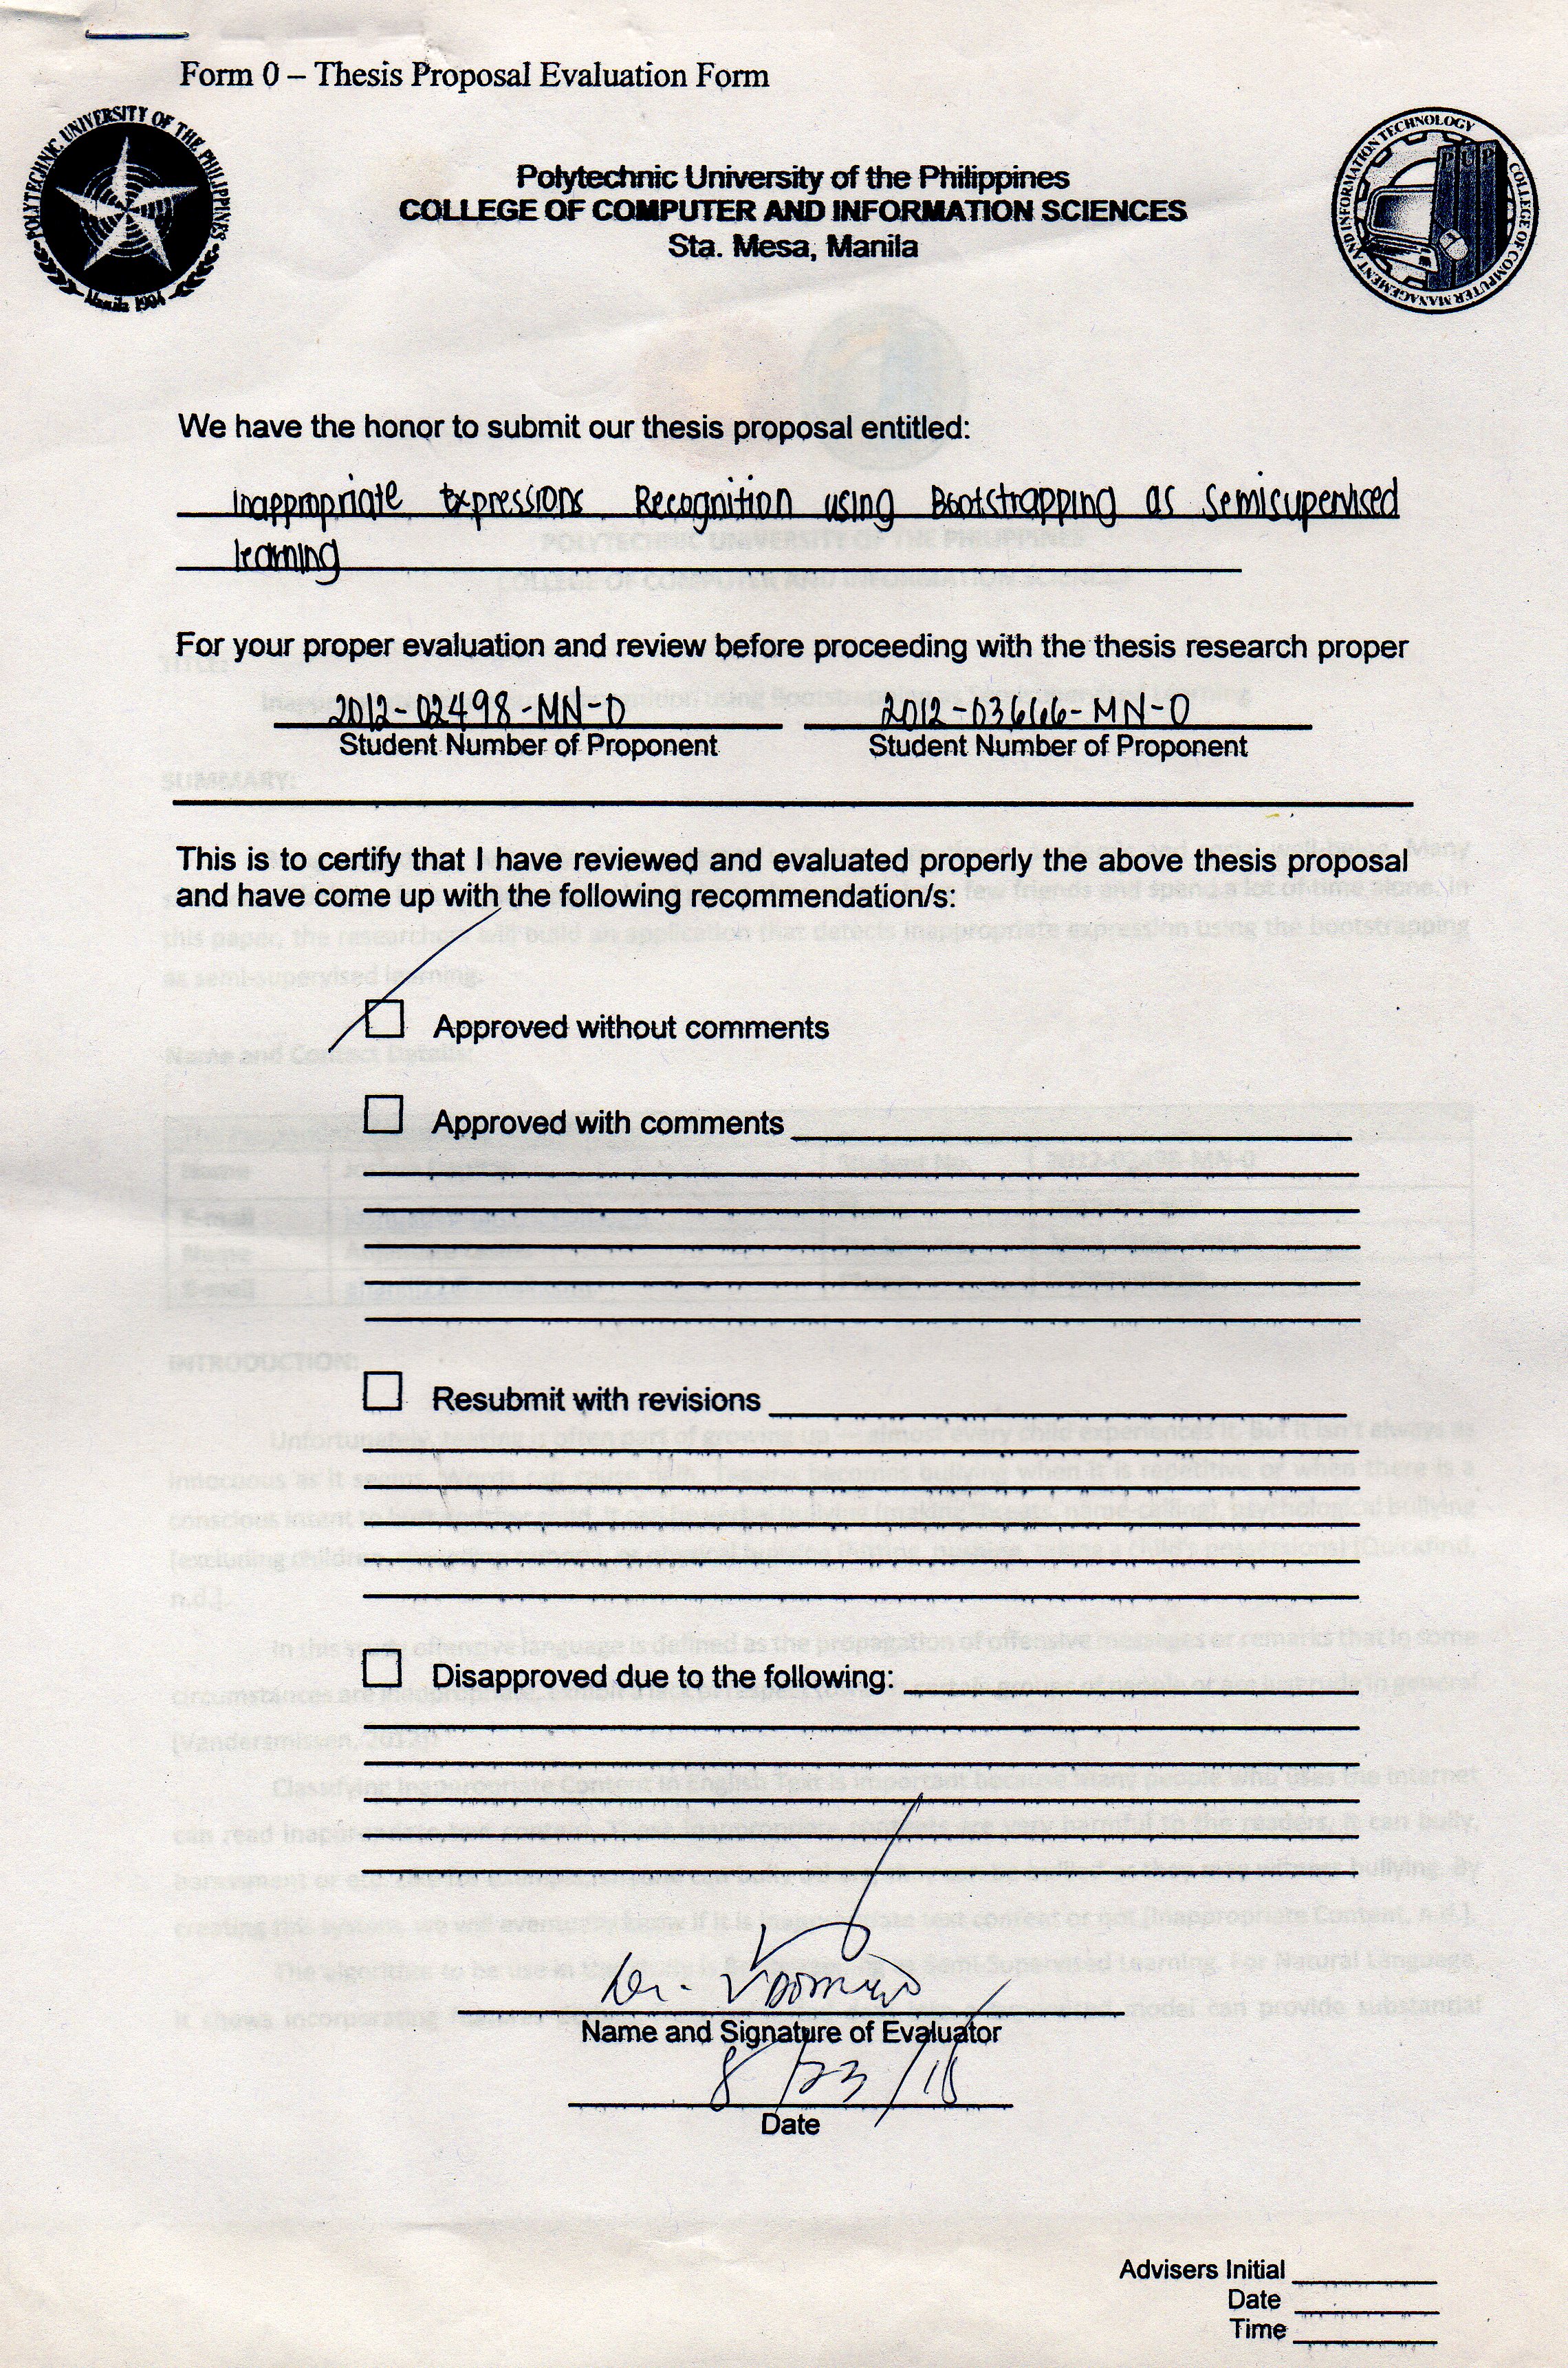 Form 0 – Thesis Proposal Evaluation Form
POLYTECHNIC UNIVERSITY OF THE PHILIPPINES
Manila 1904
COLLEGE OF COMPUTER MANAGEMENT AND INFORMATION TECHNOLOGY
PUP
Polytechnic University of the Philippines
COLLEGE OF COMPUTER AND INFORMATION SCIENCES
Sta. Mesa, Manila
We have the honor to submit our thesis proposal entitled:
Inappropriate Expressions Recognition using Bootstrapping as Semisupervised
learning
For your proper evaluation and review before proceeding with the thesis research proper
2012-02498-MN-0 2012-03666-MN-0
Student Number of Proponent Student Number of Proponent
This is to certify that I have reviewed and evaluated properly the above thesis proposal
and have come up with the following recommendation/s:
Approved without comments
Approved with comments
Resubmit with revisions
Disapproved due to the following:
Dr.
Name and Signature of Evaluator
8/23/15
Date
Advisers Initial
Date
Time